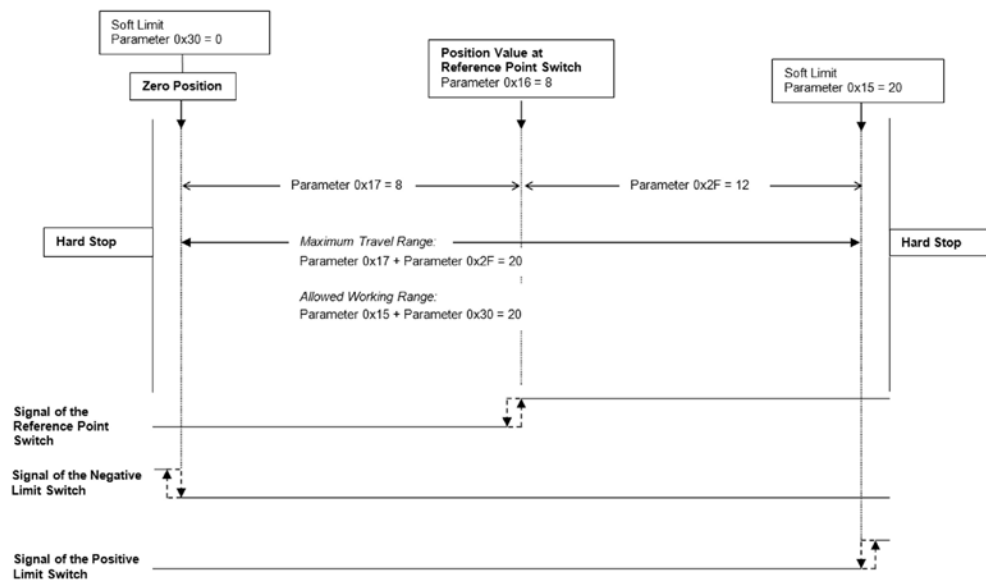 Soft Limit
Parameter 0x30 = 0
Zero Position
Position Value at
Reference Point Switch
Parameter 0x16 = 8
Soft Limit
Parameter 0x15 = 20
Parameter 0x17 = 8
Parameter 0x2F = 12
Hard Stop
Maximum Travel Range:
Parameter 0x17 + Parameter 0x2F = 20
Hard Stop
Allowed Working Range:
Parameter 0x15 + Parameter 0x30 = 20
Signal of the
Reference Point
Switch
Signal of the Negative
Limit Switch
Signal of the Positive
Limit Switch